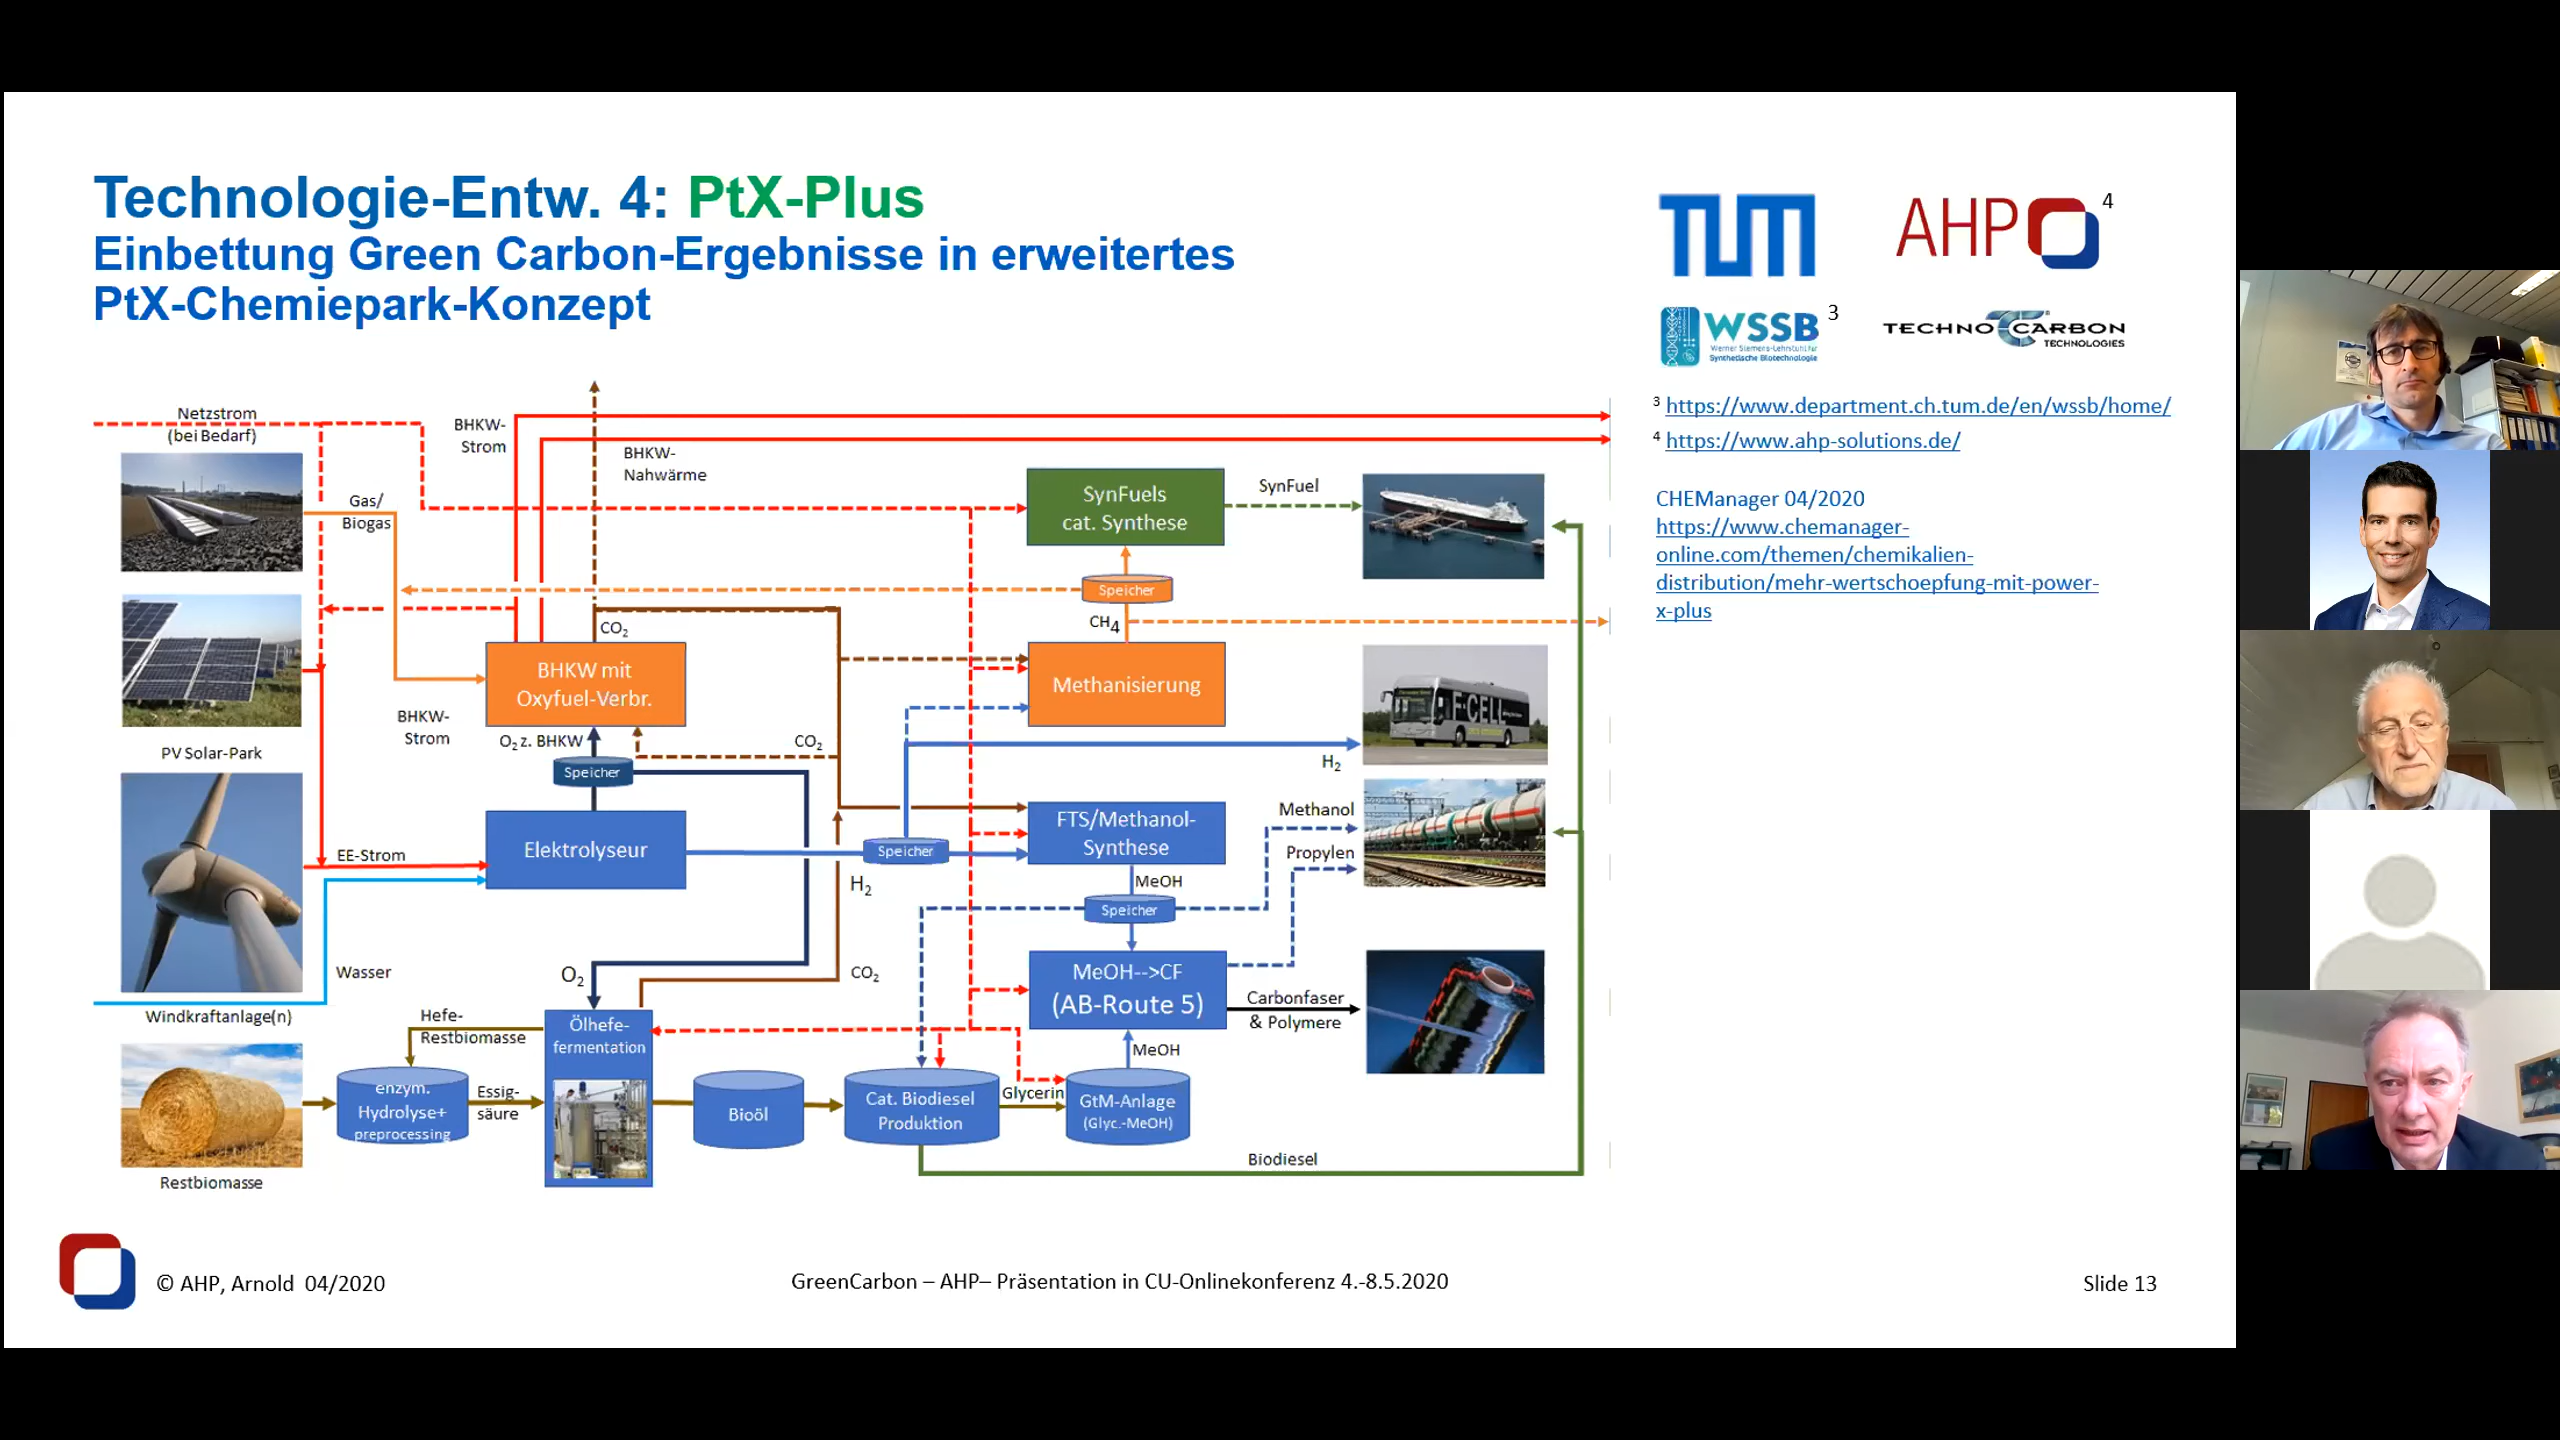 Technologie-Entw. 4: PtX-Plus
Einbettung Green Carbon-Ergebnisse in erweitertes
PtX-Chemiepark-Konzept
TUM
AHP 4
WSSB 3
Werner Siemens-Lehrstuhl für
Synthetische Biotechnologie
TECHNO CARBON
TECHNOLOGIES
3 https://www.department.ch.tum.de/en/wssb/home/
4 https://www.ahp-solutions.de/
CHEManager 04/2020
https://www.chemanager-
online.com/themen/chemikalien-
distribution/mehr-wertschoepfung-mit-power-
x-plus
Netzstrom
(bei Bedarf)
BHKW-
Strom
BHKW-
Nahwärme
Gas/
Biogas
SynFuels
cat. Synthese
SynFuel
Speicher
CH4
CO2
BHKW mit
Oxyfuel-Verbr.
Methanisierung
F-CELL
BHKW-
Strom
O2 z. BHKW
CO2
PV Solar-Park
Speicher
H2
Methanol
Elektrolyseur
Speicher
FTS/Methanol-
Synthese
Propylen
EE-Strom
H2
MeOH
Speicher
Wasser
O2
CO2
MeOH-->CF
(AB-Route 5)
Carbonfaser
& Polymere
Windkraftanlage(n)
Hefe-
Restbiomasse
Ölhefe-
fermentation
MeOH
enzym.
Hydrolyse+
preprocessing
Essig-
säure
Bioöl
Cat. Biodiesel
Produktion
Glycerin
GtM-Anlage
(Glyc.-MeOH)
Biodiesel
Restbiomasse
© AHP, Arnold 04/2020
GreenCarbon – AHP– Präsentation in CU-Onlinekonferenz 4.-8.5.2020
Slide 13